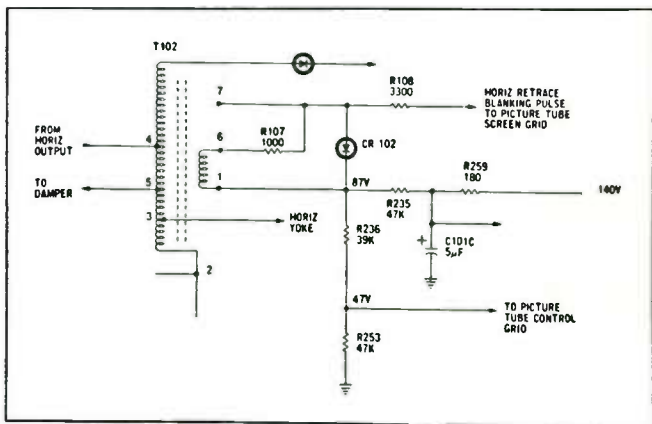 T102
7
R108
3300
HORIZ RETRACE
BLANKING PULSE
TO PICTURE TUBE
SCREEN GRID
FROM
HORIZ
OUTPUT
4
6
R107
1000
CR 102
TO
DAMPER
5
1
87V
R235
47K
R259
180
140V
3
HORIZ
YOKE
R236
39K
+
C101C
5µF
2
47V
TO PICTURE
TUBE CONTROL
GRID
R253
47K